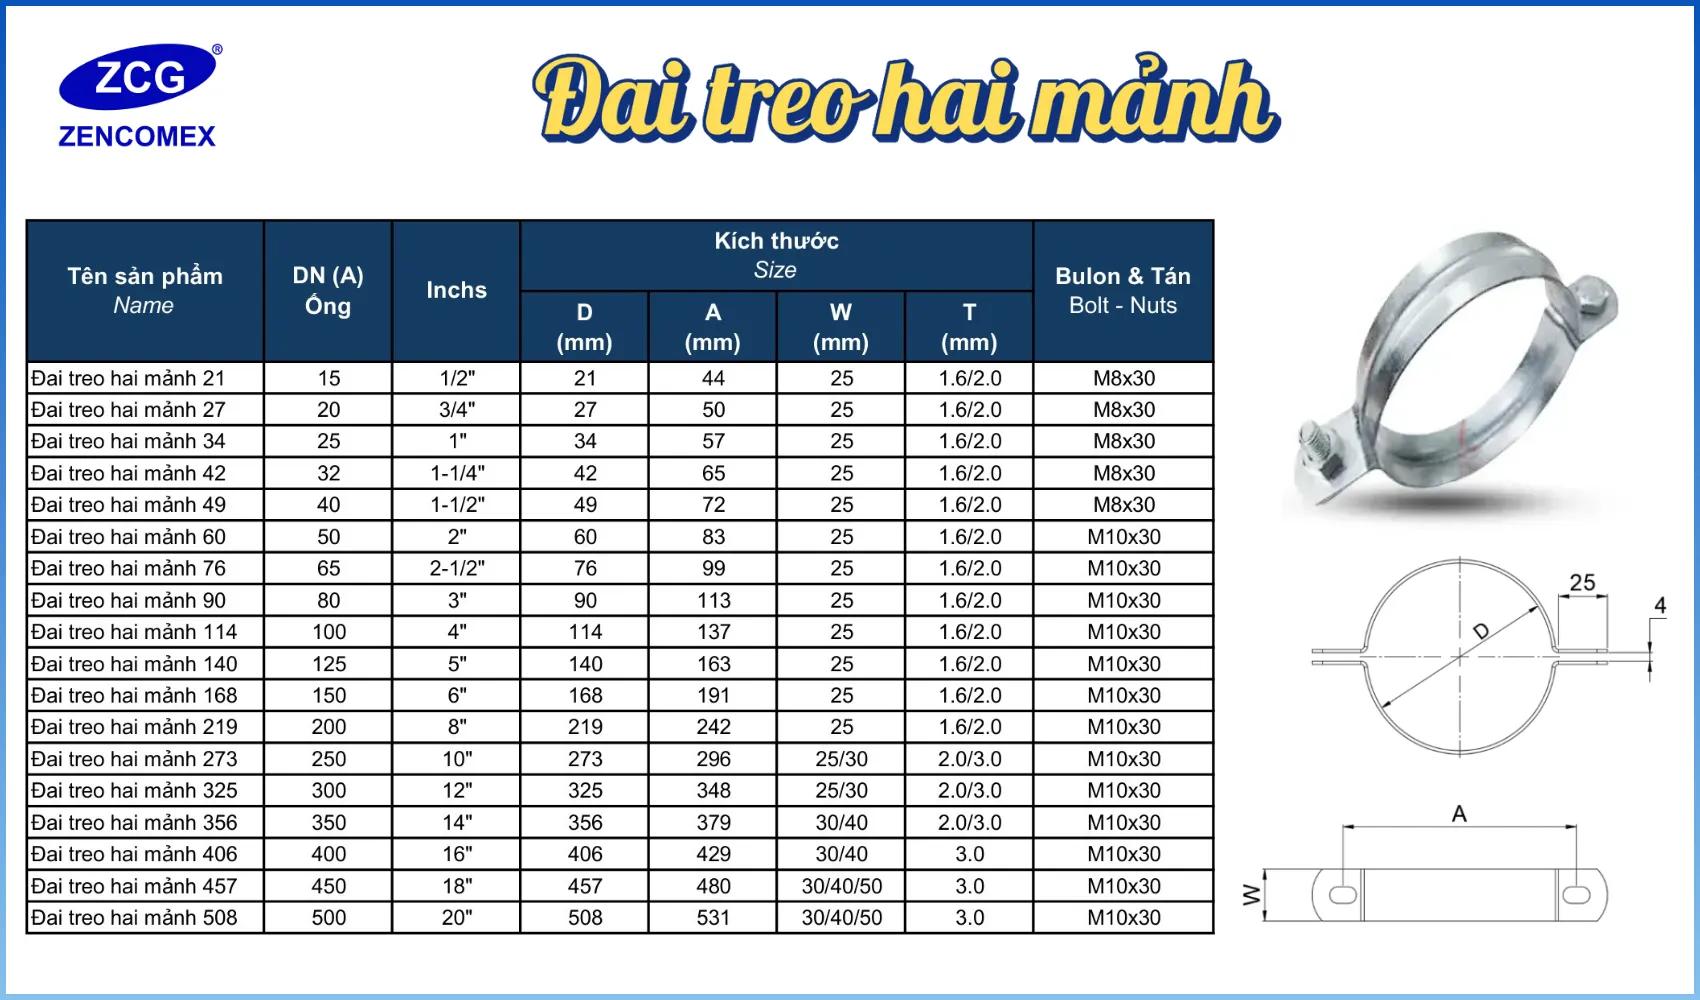 ZCG®
ZENCOMEX
Đai treo hai mảnh
Tên sản phẩm
Name
DN (A)
Ống
Inchs
Kích thước
Size
D
(mm)
A
(mm)
W
(mm)
T
(mm)
Bulon & Tán
Bolt - Nuts
Đai treo hai mảnh 21 15 1/2" 21 44 25 1.6/2.0 M8x30
Đai treo hai mảnh 27 20 3/4" 27 50 25 1.6/2.0 M8x30
Đai treo hai mảnh 34 25 1" 34 57 25 1.6/2.0 M8x30
Đai treo hai mảnh 42 32 1-1/4" 42 65 25 1.6/2.0 M8x30
Đai treo hai mảnh 49 40 1-1/2" 49 72 25 1.6/2.0 M8x30
Đai treo hai mảnh 60 50 2" 60 83 25 1.6/2.0 M10x30
Đai treo hai mảnh 76 65 2-1/2" 76 99 25 1.6/2.0 M10x30
Đai treo hai mảnh 90 80 3" 90 113 25 1.6/2.0 M10x30
Đai treo hai mảnh 114 100 4" 114 137 25 1.6/2.0 M10x30
Đai treo hai mảnh 140 125 5" 140 163 25 1.6/2.0 M10x30
Đai treo hai mảnh 168 150 6" 168 191 25 1.6/2.0 M10x30
Đai treo hai mảnh 219 200 8" 219 242 25 1.6/2.0 M10x30
Đai treo hai mảnh 273 250 10" 273 296 25/30 2.0/3.0 M10x30
Đai treo hai mảnh 325 300 12" 325 348 25/30 2.0/3.0 M10x30
Đai treo hai mảnh 356 350 14" 356 379 30/40 2.0/3.0 M10x30
Đai treo hai mảnh 406 400 16" 406 429 30/40 3.0 M10x30
Đai treo hai mảnh 457 450 18" 457 480 30/40/50 3.0 M10x30
Đai treo hai mảnh 508 500 20" 508 531 30/40/50 3.0 M10x30
25
4
D
A
W